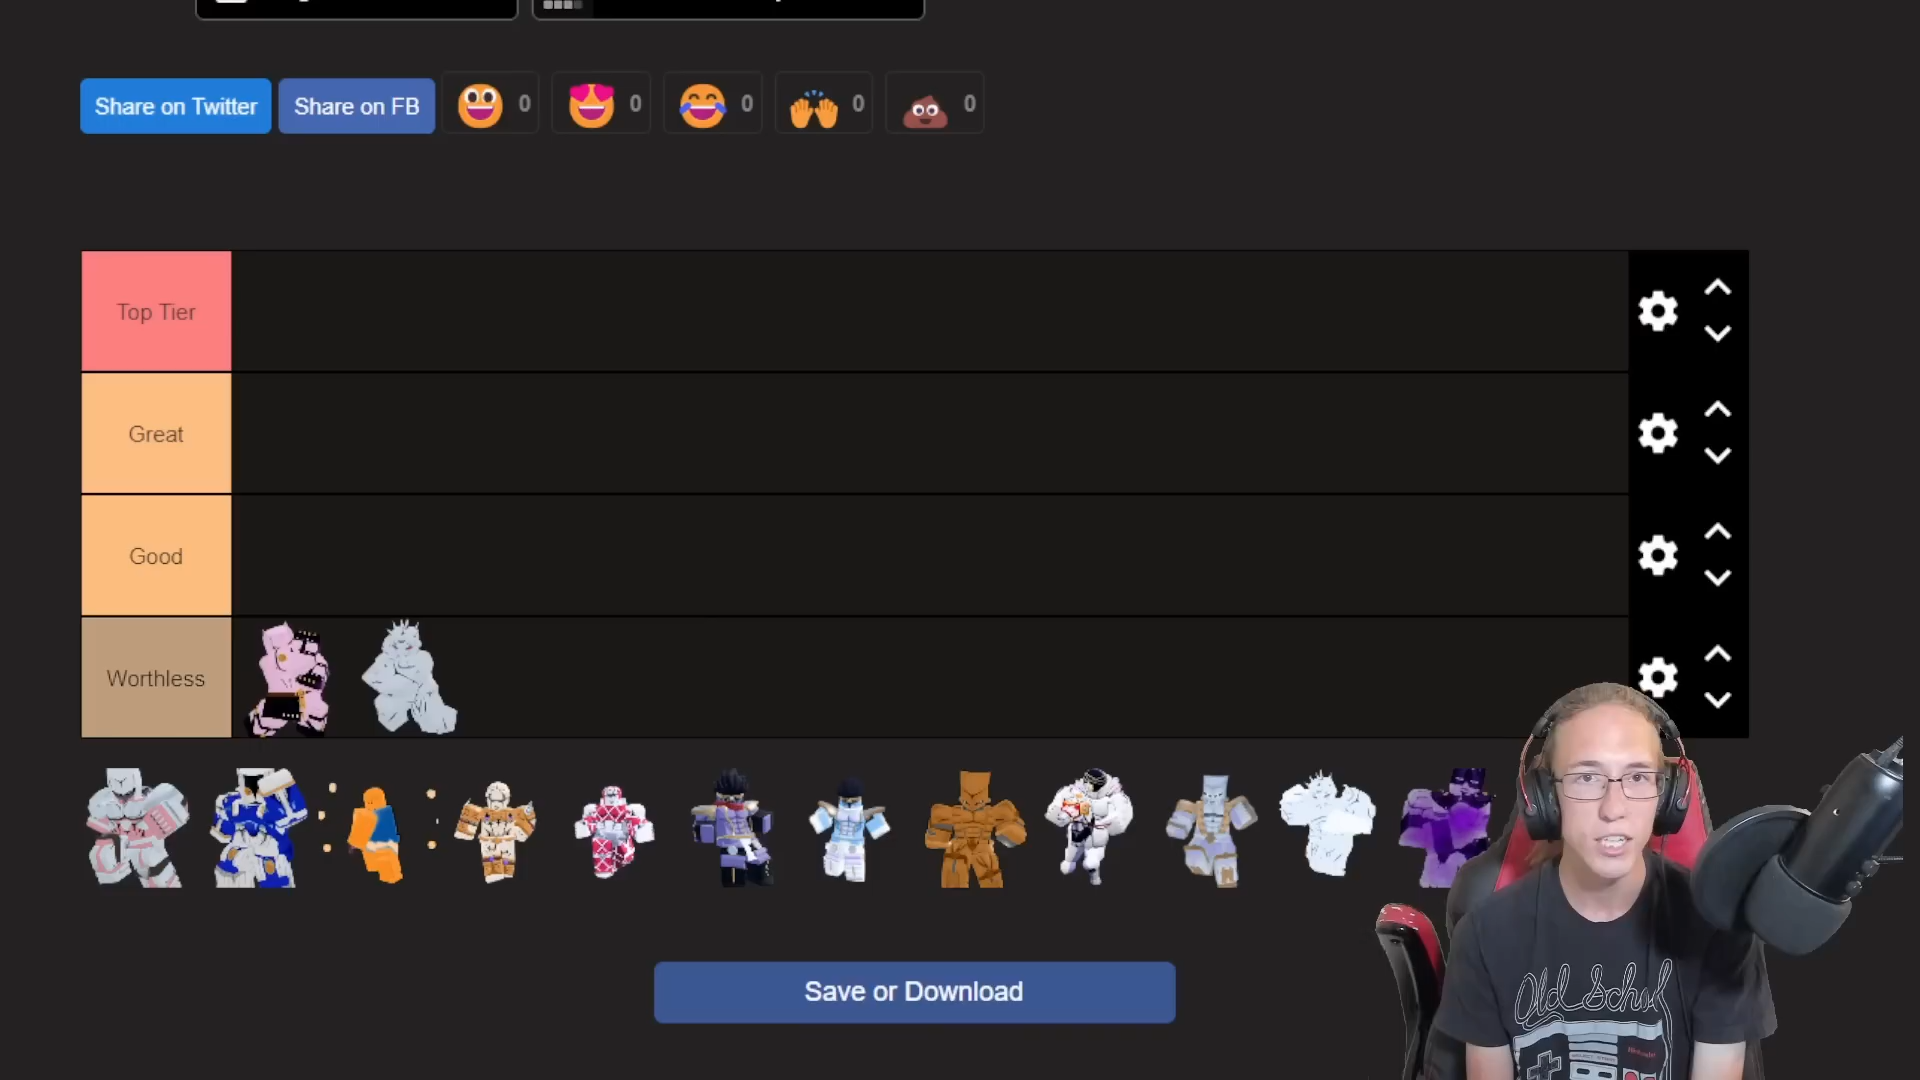 Share on Twitter
Share on FB
0
0
0
0
0
Top Tier
Great
Good
Worthless
Save or Download
Old School
Nintendo